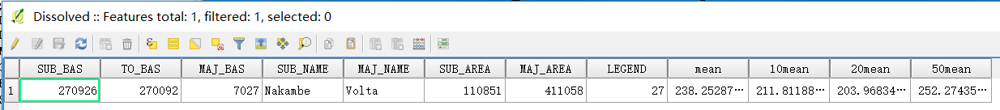 Dissolved :: Features total: 1, filtered: 1, selected: 0
SUB_BAS TO_BAS MAJ_BAS SUB_NAME MAJ_NAME SUB_AREA MAJ_AREA LEGEND mean 10mean 20mean 50mean
1 270926 270092 7027 Nakambe Volta 110851 411058 27 238.25287… 211.81188… 203.96834… 252.27435…